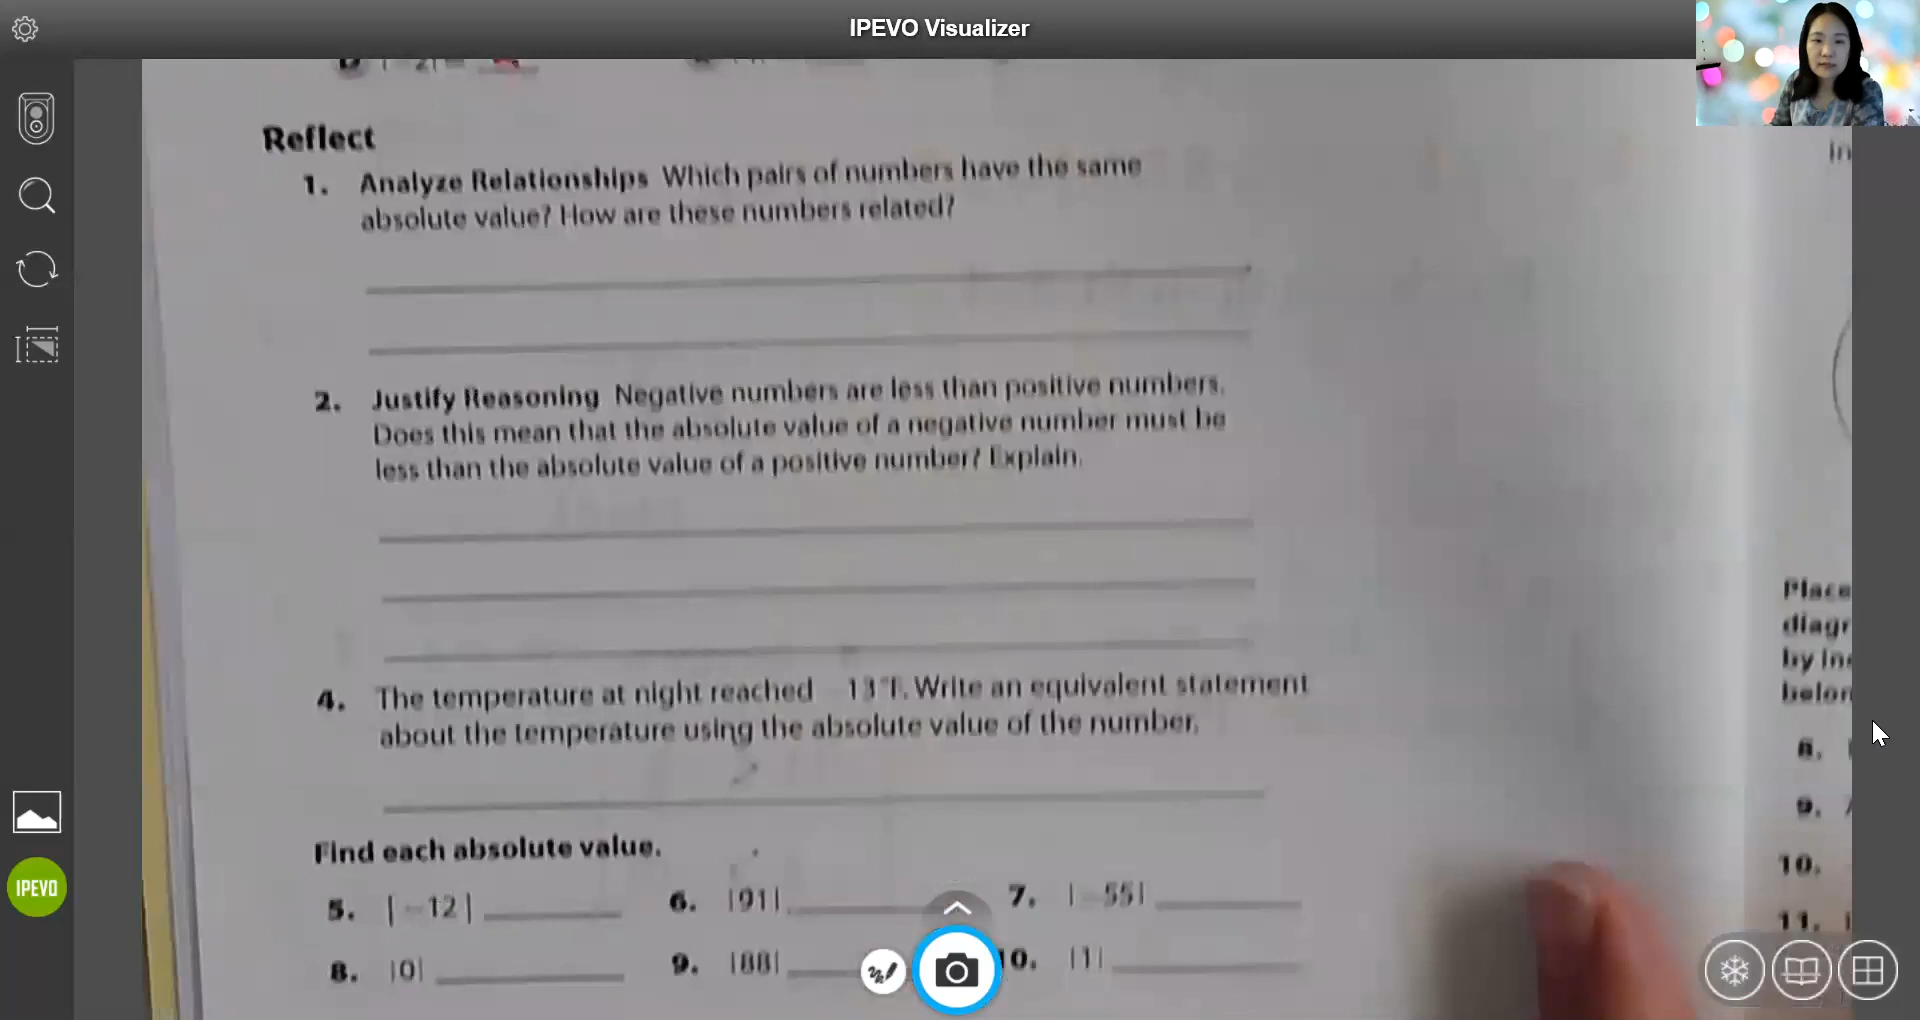 IPEVO Visualizer
Reflect
1. Analyze Relationships Which pairs of numbers have the same
absolute value? How are these numbers related?
2. Justify Reasoning Negative numbers are less than positive numbers.
Does this mean that the absolute value of a negative number must be
less than the absolute value of a positive number? Explain.
4. The temperature at night reached −13°F. Write an equivalent statement
about the temperature using the absolute value of the number.
Find each absolute value.
5. |−12|
6. |91|
7. |−55|
8. |0|
9. |88|
10. |1|
in
Place
diagr
by in
below
8.
9.
10.
11.
IPEVO